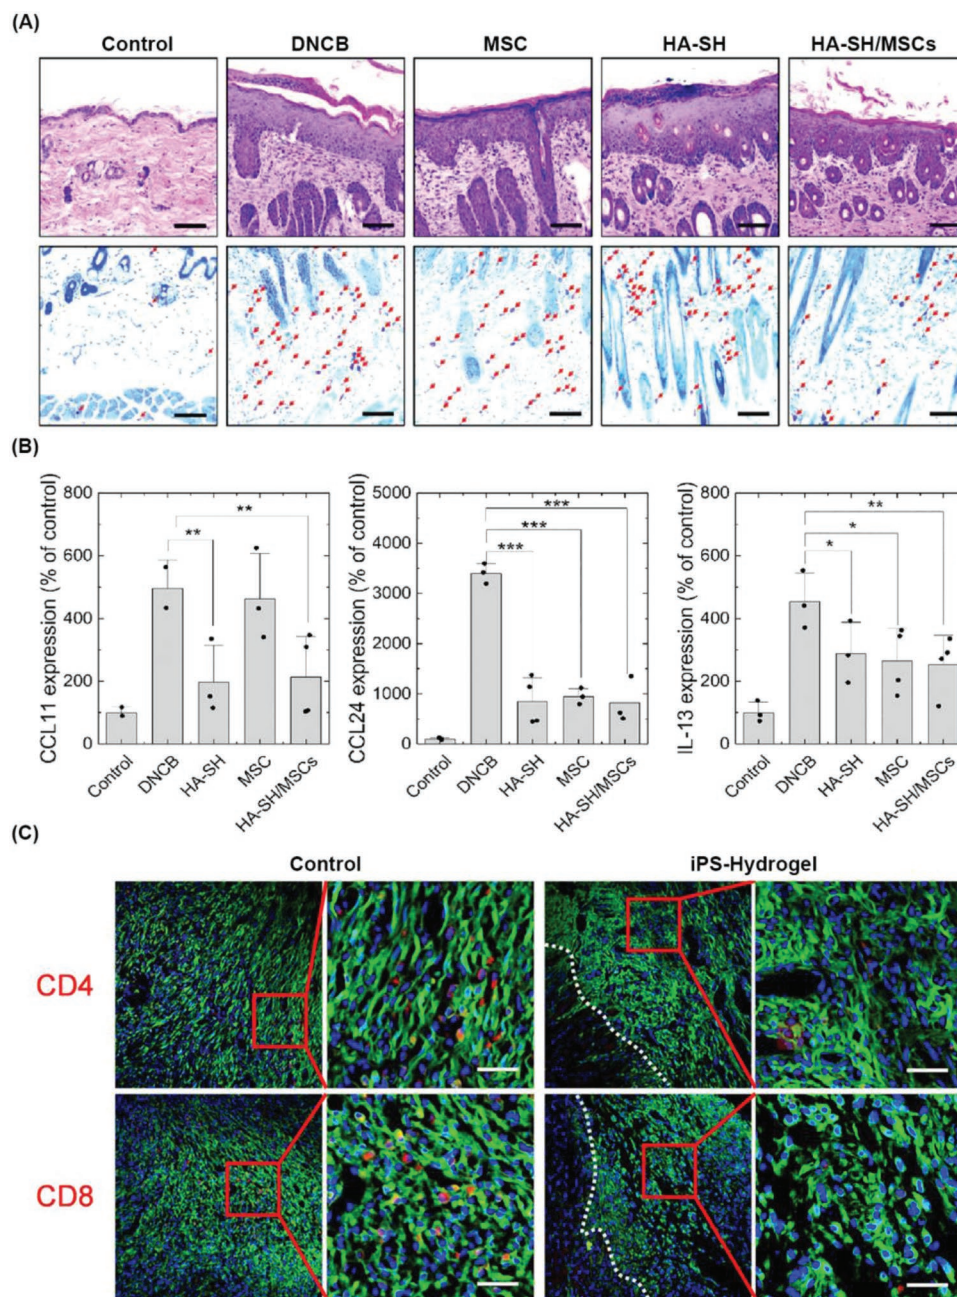 (A)
Control DNCB MSC HA-SH HA-SH/MSCs
(B)
CCL11 expression (% of control)
800
600
400
200
0
**
**
Control DNCB HA-SH MSC HA-SH/MSCs
CCL24 expression (% of control)
5000
4000
3000
2000
1000
0
***
***
***
Control DNCB HA-SH MSC HA-SH/MSCs
IL-13 expression (% of control)
800
600
400
200
0
**
*
*
Control DNCB HA-SH MSC HA-SH/MSCs
(C)
Control iPS-Hydrogel
CD4
CD8